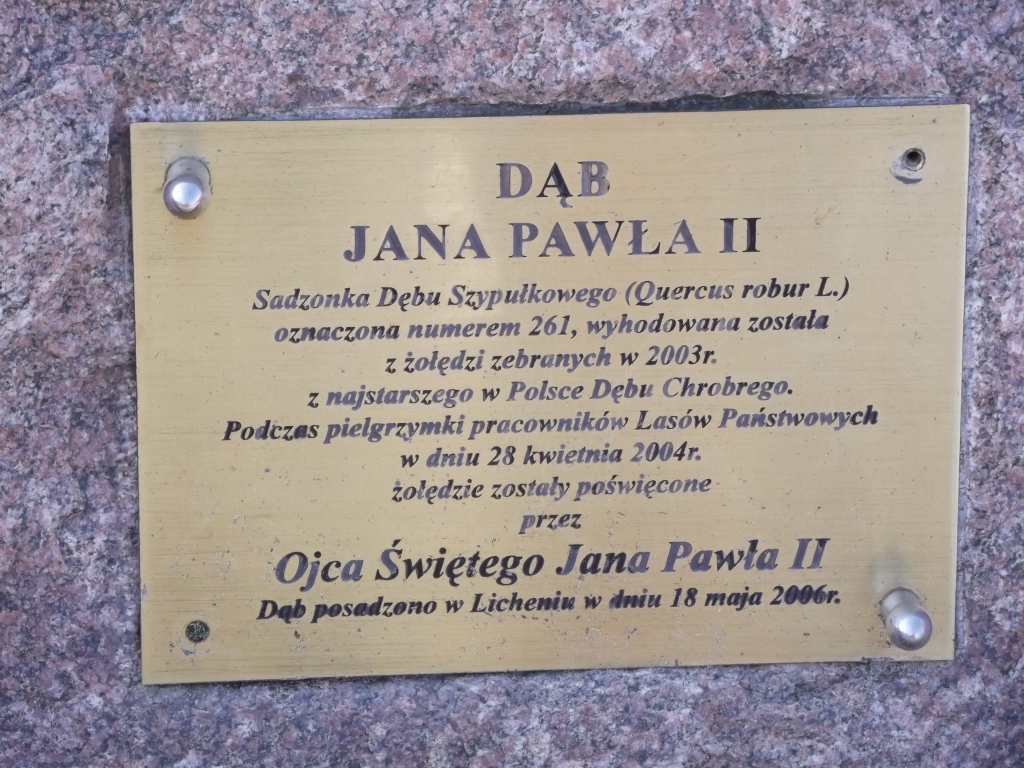 DĄB
JANA PAWŁA II
Sadzonka Dębu Szypułkowego (Quercus robur L.)
oznaczona numerem 261, wyhodowana została
z żołędzi zebranych w 2003r.
z najstarszego w Polsce Dębu Chrobrego.
Podczas pielgrzymki pracowników Lasów Państwowych
w dniu 28 kwietnia 2004r.
żołędzie zostały poświęcone
przez
Ojca Świętego Jana Pawła II
Dąb posadzono w Licheniu w dniu 18 maja 2006r.